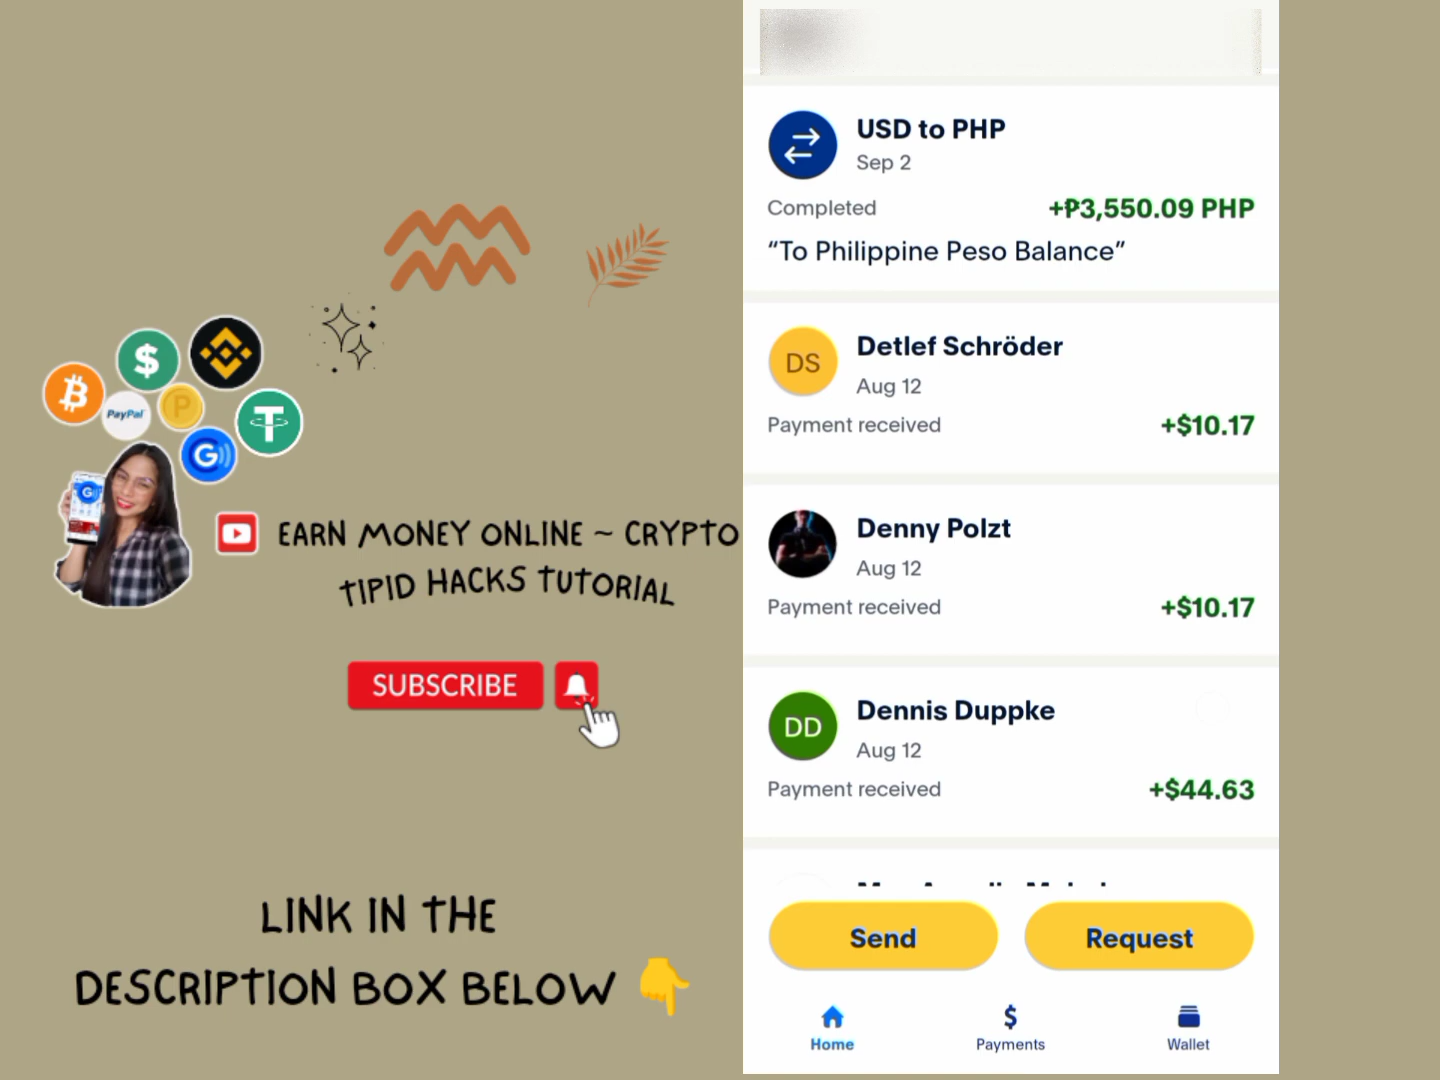 PayPal
EARN MONEY ONLINE ~ CRYPTO
TIPID HACKS TUTORIAL
SUBSCRIBE
LINK IN THE
DESCRIPTION BOX BELOW 👇
USD to PHP
Sep 2
Completed
+₱3,550.09 PHP
“To Philippine Peso Balance”
DS
Detlef Schröder
Aug 12
Payment received
+$10.17
Denny Polzt
Aug 12
Payment received
+$10.17
DD
Dennis Duppke
Aug 12
Payment received
+$44.63
Send
Request
Home
Payments
Wallet